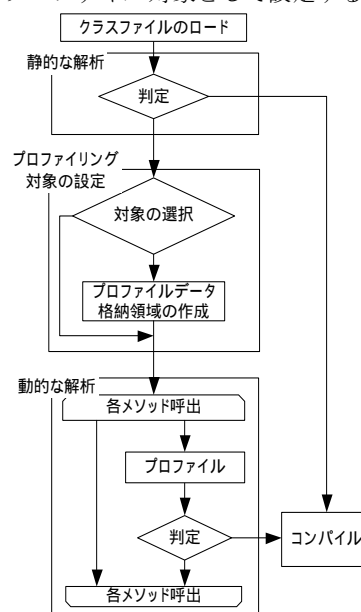 クラスファイルのロード
静的な解析
判定
プロファイリング
対象の設定
対象の選択
プロファイルデータ
格納領域の作成
動的な解析
各メソッド呼出
プロファイル
判定
コンパイル
各メソッド呼出